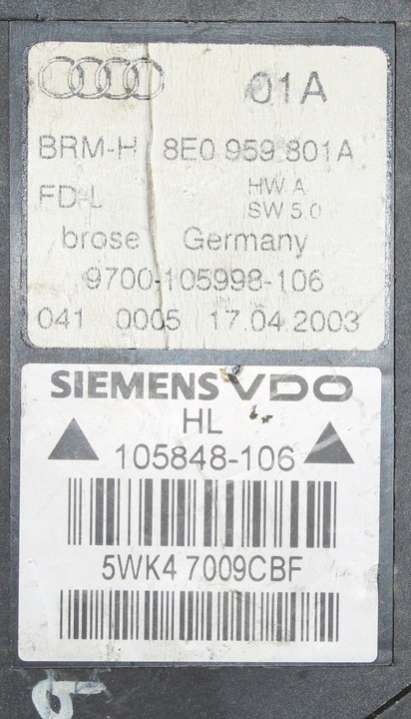 01A
BRM-H 8E0 959 801A
FD-L HW A
SW 5.0
brose Germany
9700-105998-106
041 0005 17.04.2003
SIEMENS VDO
HL
105848-106
5WK4 7009CBF